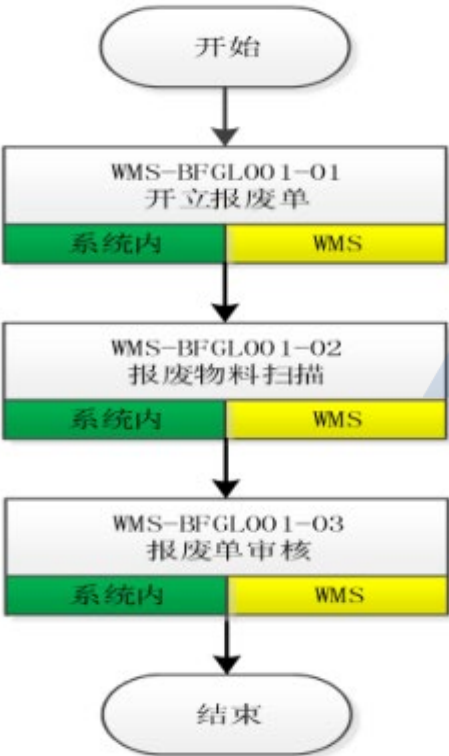 开始
WMS-BFGL001-01
开立报废单
系统内 WMS
WMS-BFGL001-02
报废物料扫描
系统内 WMS
WMS-BFGL001-03
报废单审核
系统内 WMS
结束